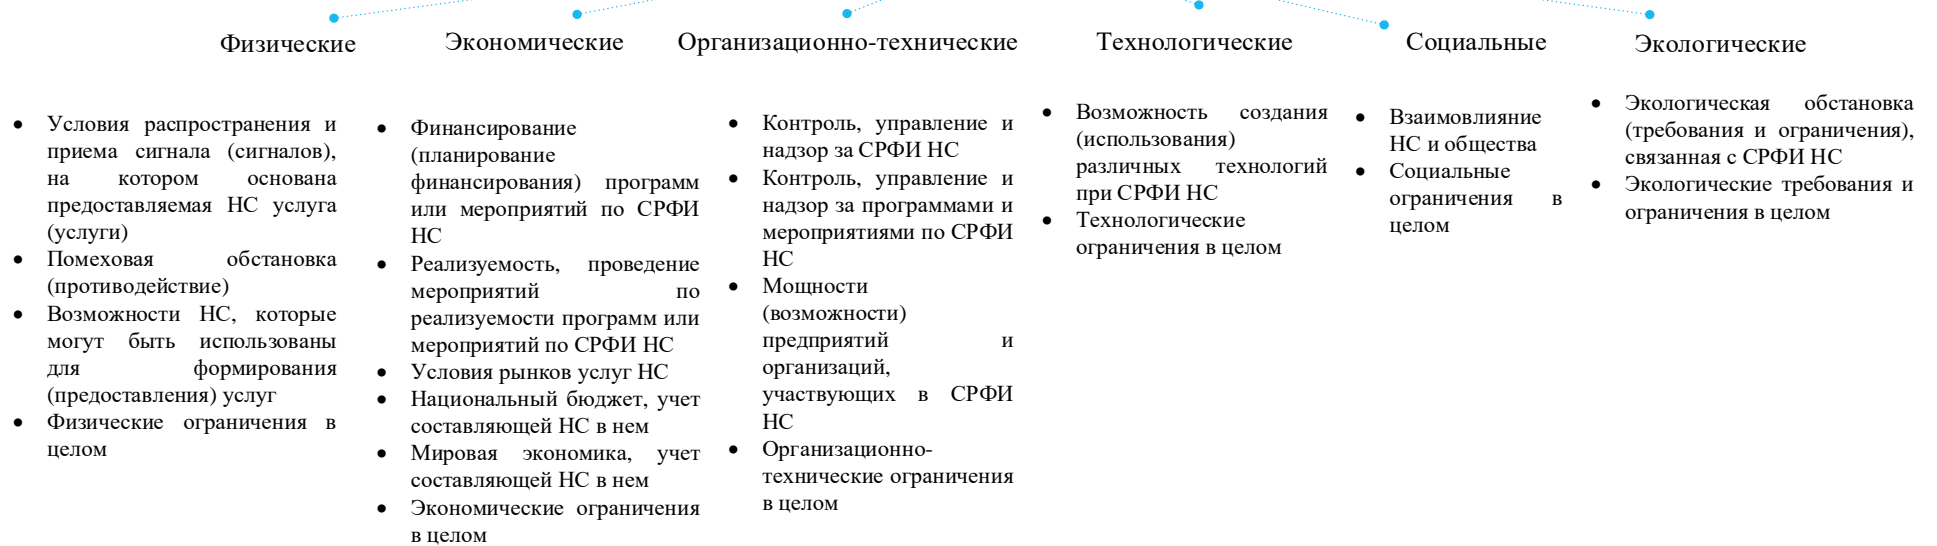 Физические
Экономические
Организационно-технические
Технологические
Социальные
Экологические
• Условия распространения и
приема сигнала (сигналов),
на котором основана
предоставляемая НС услуга
(услуги)
• Помеховая обстановка
(противодействие)
• Возможности НС, которые
могут быть использованы
для формирования
(предоставления) услуг
• Физические ограничения в
целом
• Финансирование
(планирование
финансирования) программ
или мероприятий по СРФИ
НС
• Реализуемость, проведение
мероприятий по
реализуемости программ или
мероприятий по СРФИ НС
• Условия рынков услуг НС
• Национальный бюджет, учет
составляющей НС в нем
• Мировая экономика, учет
составляющей НС в нем
• Экономические ограничения
в целом
• Контроль, управление и
надзор за СРФИ НС
• Контроль, управление и
надзор за программами и
мероприятиями по СРФИ
НС
• Мощности
(возможности)
предприятий и
организаций,
участвующих в СРФИ
НС
• Организационно-
технические ограничения
в целом
• Возможность создания
(использования)
различных технологий
при СРФИ НС
• Технологические
ограничения в целом
• Взаимовлияние
НС и общества
• Социальные
ограничения в
целом
• Экологическая обстановка
(требования и ограничения),
связанная с СРФИ НС
• Экологические требования и
ограничения в целом